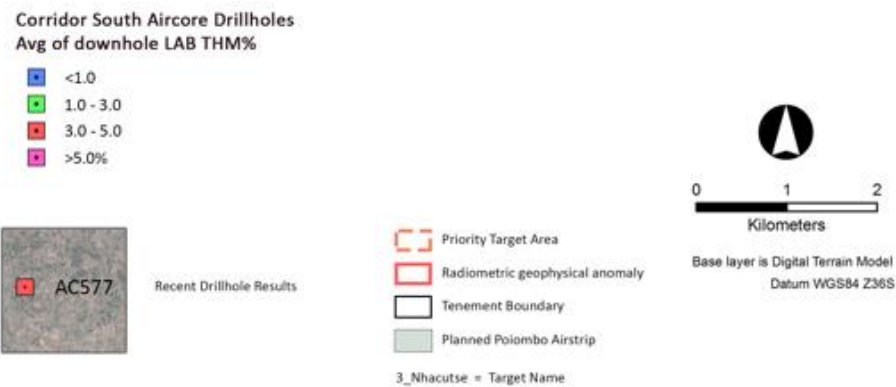 Corridor South Aircore Drillholes
Avg of downhole LAB THM%
<1.0
1.0 - 3.0
3.0 - 5.0
>5.0%
0 1 2
Kilometers
Base layer is Digital Terrain Model
Datum WGS84 Z36S
AC577
Recent Drillhole Results
Priority Target Area
Radiometric geophysical anomaly
Tenement Boundary
Planned Poiombo Airstrip
3_Nhacutse = Target Name